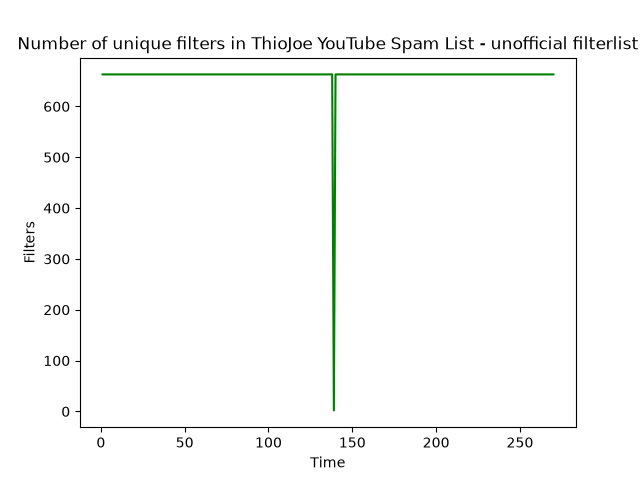 Number of unique filters in ThioJoe YouTube Spam List - unofficial filterlist
600
500
400
300
200
100
0
Filters
0 50 100 150 200 250
Time